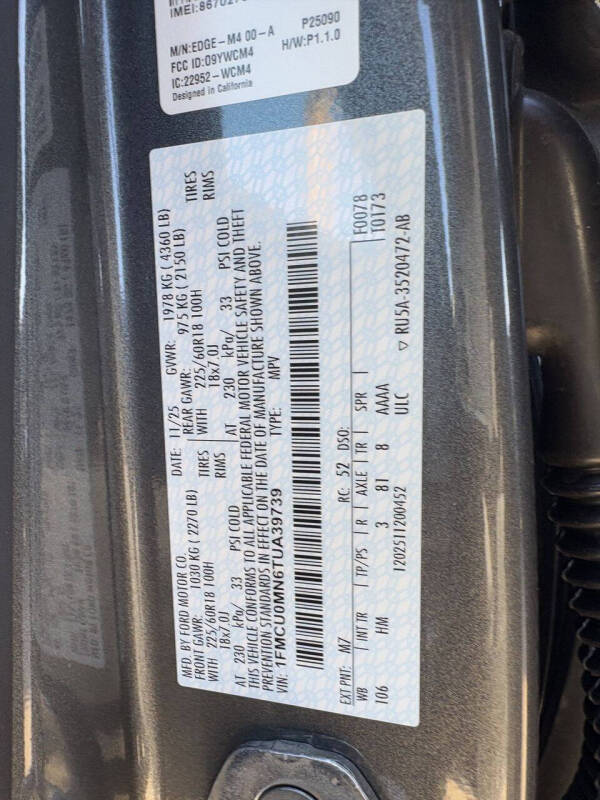 M/N:EDGE-M4 00-A P25090
FCC ID:O9YWCM4 H/W:P1.1.0
IC:22952-WCM4
Designed in California
MFD. BY FORD MOTOR CO.
DATE: 11/25 GVWR: 1978 KG ( 4360 LB)
FRONT GAWR: 1030 KG ( 2270 LB) REAR GAWR: 975 KG ( 2150 LB)
WITH 225/60R18 100H TIRES WITH 225/60R18 100H TIRES
18x7.0J RIMS 18x7.0J RIMS
AT 230 kPa/ 33 PSI COLD AT 230 kPa/ 33 PSI COLD
THIS VEHICLE CONFORMS TO ALL APPLICABLE FEDERAL MOTOR VEHICLE SAFETY AND THEFT
PREVENTION STANDARDS IN EFFECT ON THE DATE OF MANUFACTURE SHOWN ABOVE.
VIN: 1FMCU0MN6TUA39739 TYPE: MPV
EXT PNT: M7 RC: 52 DSO: F0078
T0173
WB INT TR TP/PS R AXLE TR SPR
106 HM 3 81 8 AAAA
ULC
1202511200452 ▽ RU5A-3520472-AB